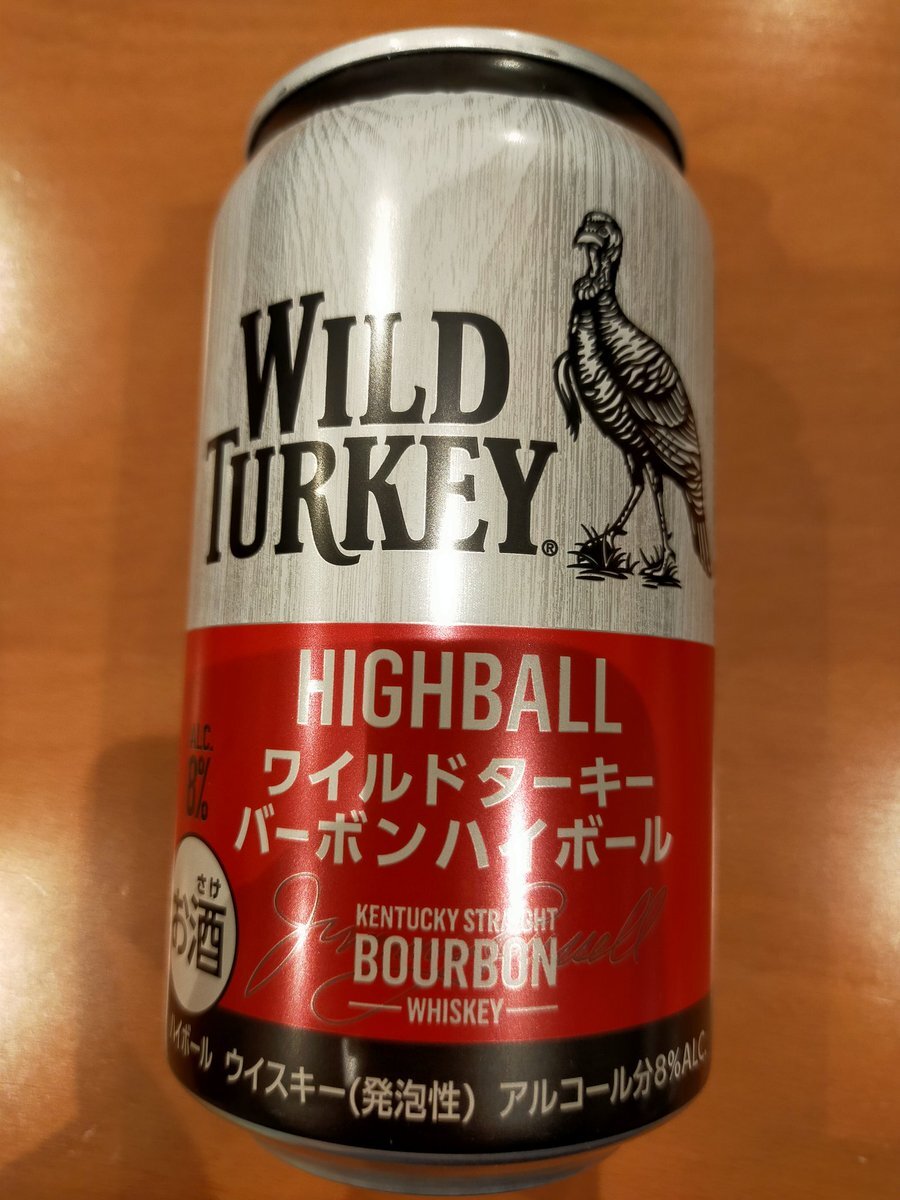 WILD
TURKEY®
HIGHBALL
ワイルドターキー
バーボンハイボール
ALC.
8%
さけ
お酒
KENTUCKY STRAIGHT
BOURBON
WHISKEY
ハイボール ウイスキー(発泡性) アルコール分8%ALC.